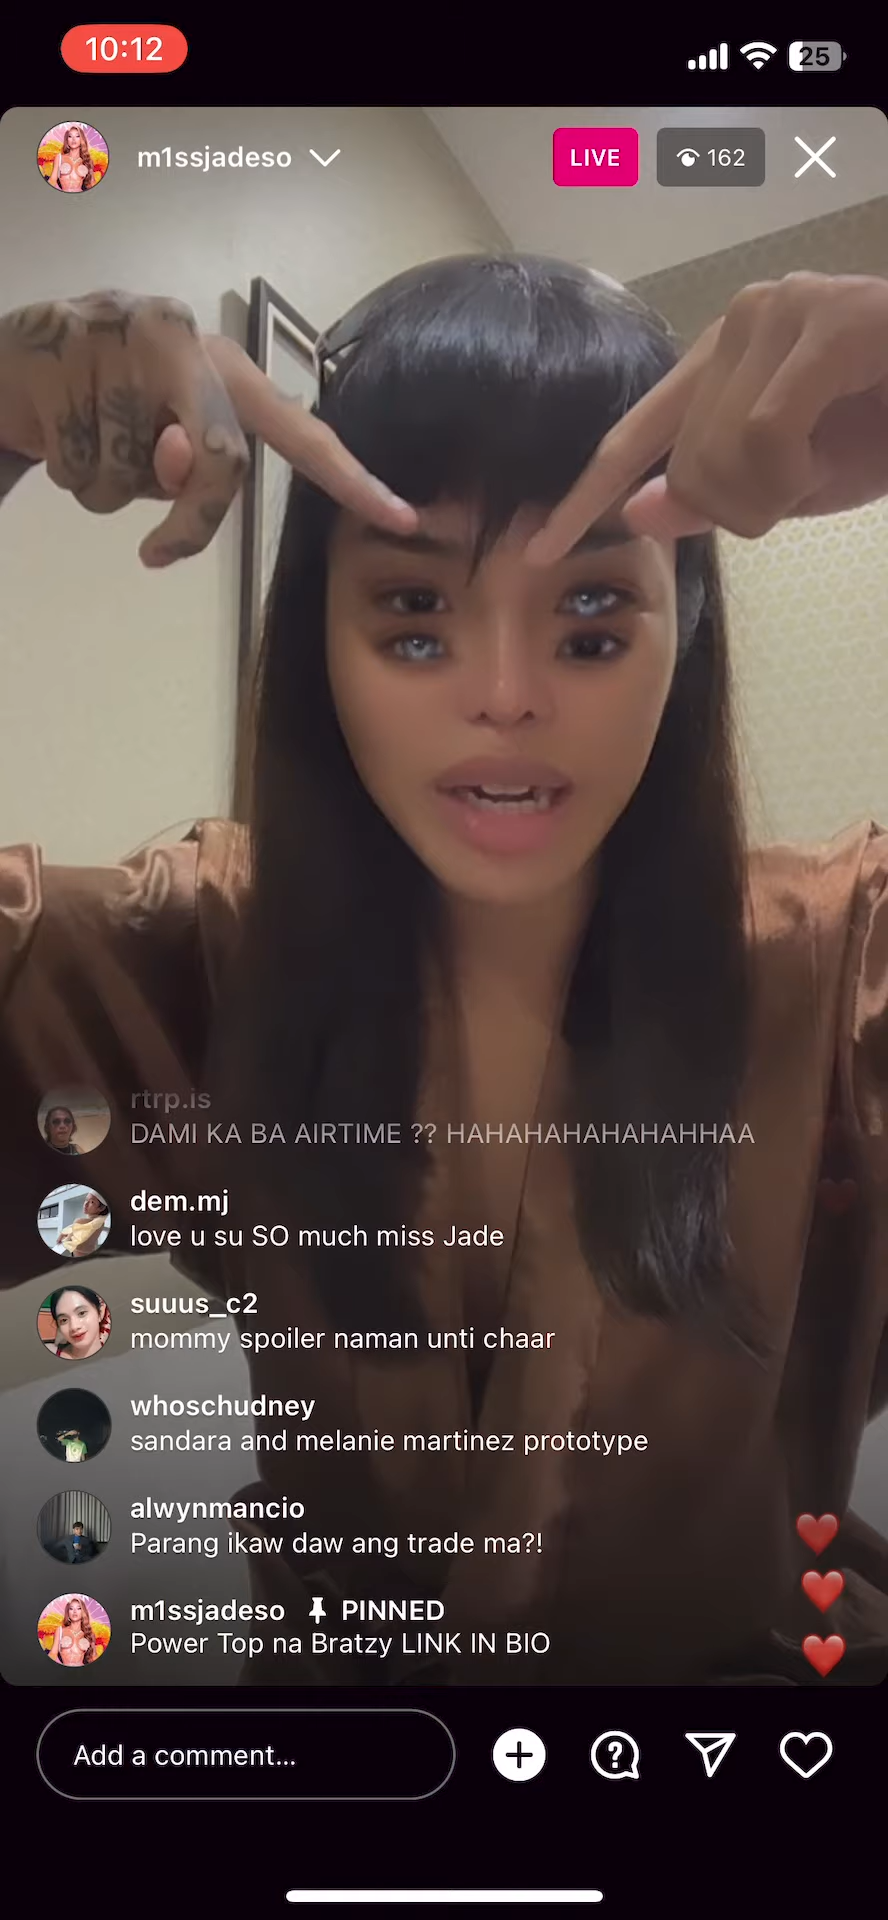 10:12
25
m1ssjadeso
LIVE
162
rtrp.is
DAMI KA BA AIRTIME ?? HAHAHAHAHAHAHHAA
dem.mj
love u su SO much miss Jade
suuus_c2
mommy spoiler naman unti chaar
whoschudney
sandara and melanie martinez prototype
alwynmancio
Parang ikaw daw ang trade ma?!
m1ssjadeso PINNED
Power Top na Bratzy LINK IN BIO
Add a comment...